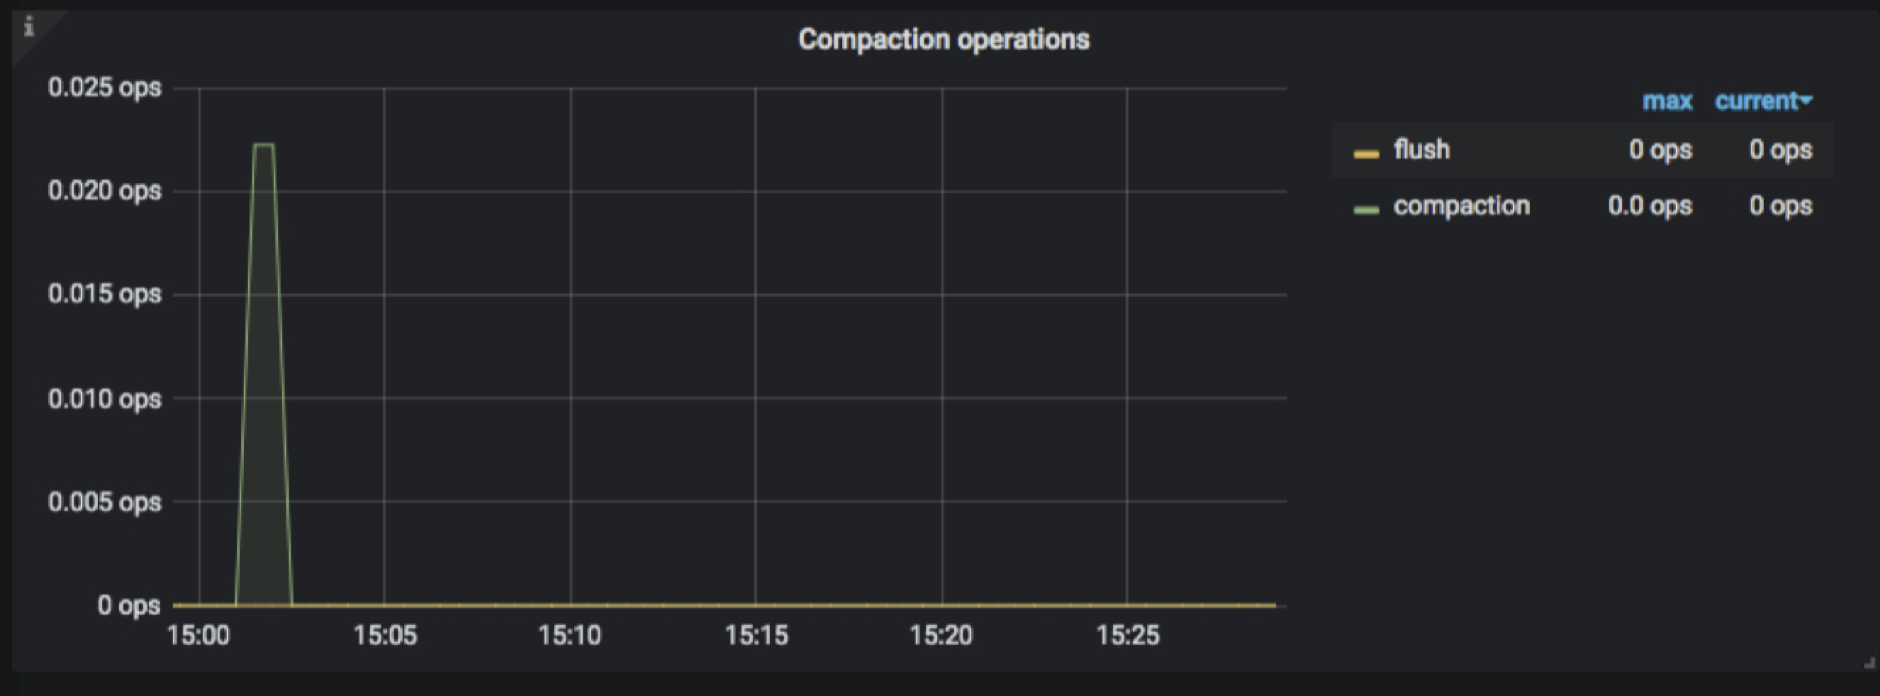 i
Compaction operations
0.025 ops
0.020 ops
0.015 ops
0.010 ops
0.005 ops
0 ops
15:00 15:05 15:10 15:15 15:20 15:25
max current
flush 0 ops 0 ops
compaction 0.0 ops 0 ops